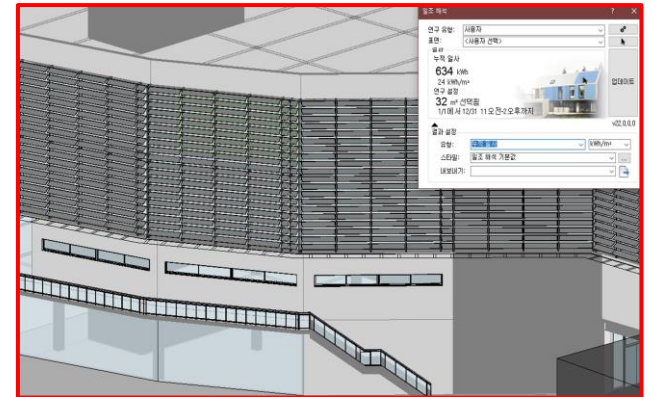 일조 해석
? ×
연구 유형: 사용자
표면: <사용자 선택>
일사
누적 일사
634 kWh
24 kWh/m²
연구 설정
32 m² 선택됨
1/1에서 12/31 11오전-2오후까지
업데이트
v22.0.0.0
결과 설정
유형: kWh/m²
스타일: 일조 해석 기본값 ...
내보내기: